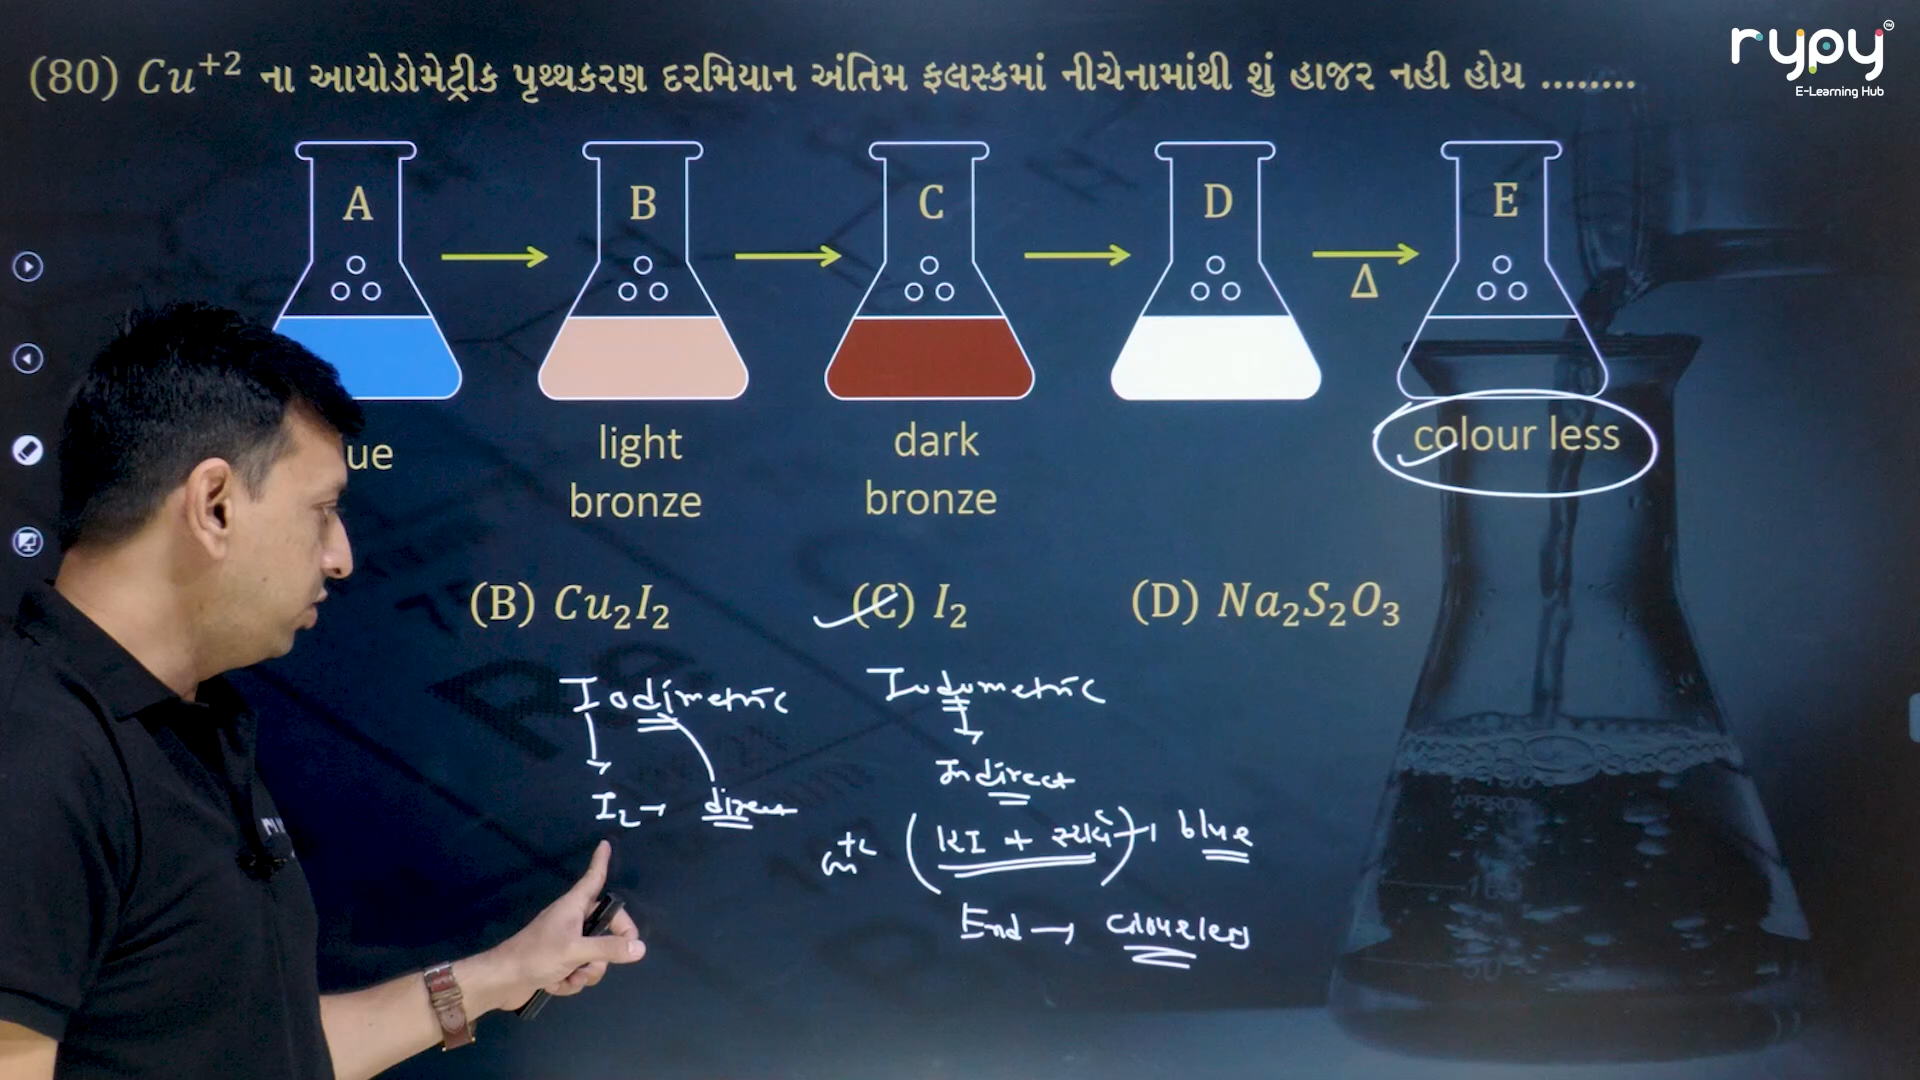 rypy
TM
E-Learning Hub
(80) Cu⁺² ના આયોડોમેટ્રીક પૃથ્થકરણ દરમિયાન અંતિમ ફ્લાસ્કમાં નીચેનામાંથી શું હાજર નહી હોય ........
A B C D E
Δ
ue light bronze dark bronze colour less
(B) Cu₂I₂ (C) I₂ (D) Na₂S₂O₃
Iodimetric Iodometric
I₂ → direct Indirect
(KI + સ્ટાર્ચ) → blue
End → colourless